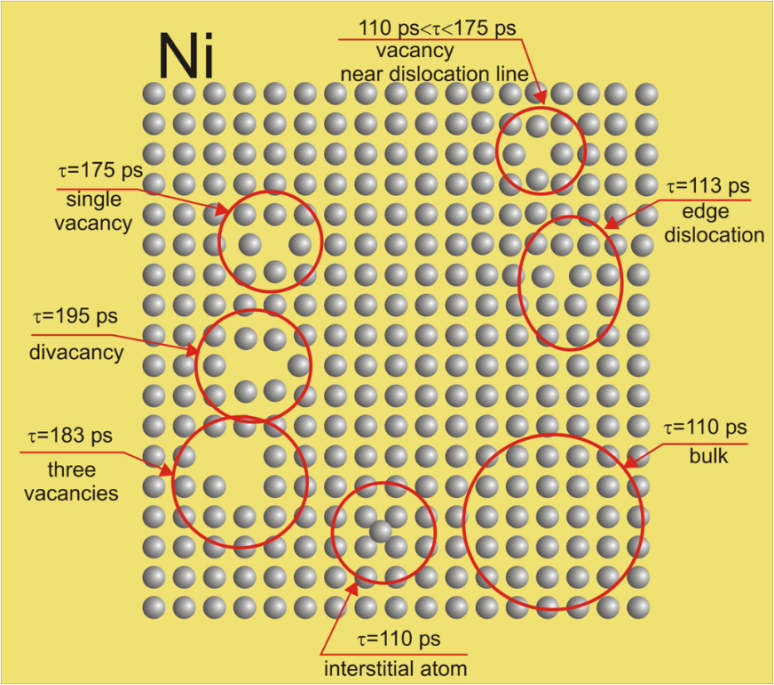 Ni
110 ps<τ<175 ps
vacancy
near dislocation line
τ=175 ps
single
vacancy
τ=113 ps
edge
dislocation
τ=195 ps
divacancy
τ=183 ps
three
vacancies
τ=110 ps
bulk
τ=110 ps
interstitial atom